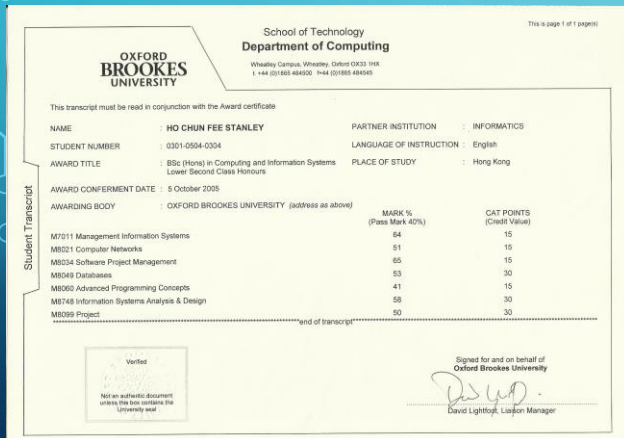 This is page 1 of 1 page(s)
School of Technology
Department of Computing
OXFORD
BROOKES
UNIVERSITY
Wheatley Campus, Wheatley, Oxford OX33 1HX
t. +44 (0)1865 484500 f+44 (0)1865 484545
This transcript must be read in conjunction with the Award certificate
NAME : HO CHUN FEE STANLEY PARTNER INSTITUTION : INFORMATICS
STUDENT NUMBER : 0301-0504-0304 LANGUAGE OF INSTRUCTION : English
AWARD TITLE : BSc (Hons) in Computing and Information Systems PLACE OF STUDY : Hong Kong
Lower Second Class Honours
AWARD CONFERMENT DATE : 5 October 2005
AWARDING BODY : OXFORD BROOKES UNIVERSITY (address as above)
Student Transcript
MARK % CAT POINTS
(Pass Mark 40%) (Credit Value)
M7011 Management Information Systems 64 15
M8021 Computer Networks 51 15
M8034 Software Project Management 65 15
M8049 Databases 53 30
M8060 Advanced Programming Concepts 41 15
M8748 Information Systems Analysis & Design 58 30
M8099 Project 50 30
end of transcript
Verified
Not an authentic document
unless this box contains the
University seal
Signed for and on behalf of
Oxford Brookes University
David Lightfoot, Liaison Manager